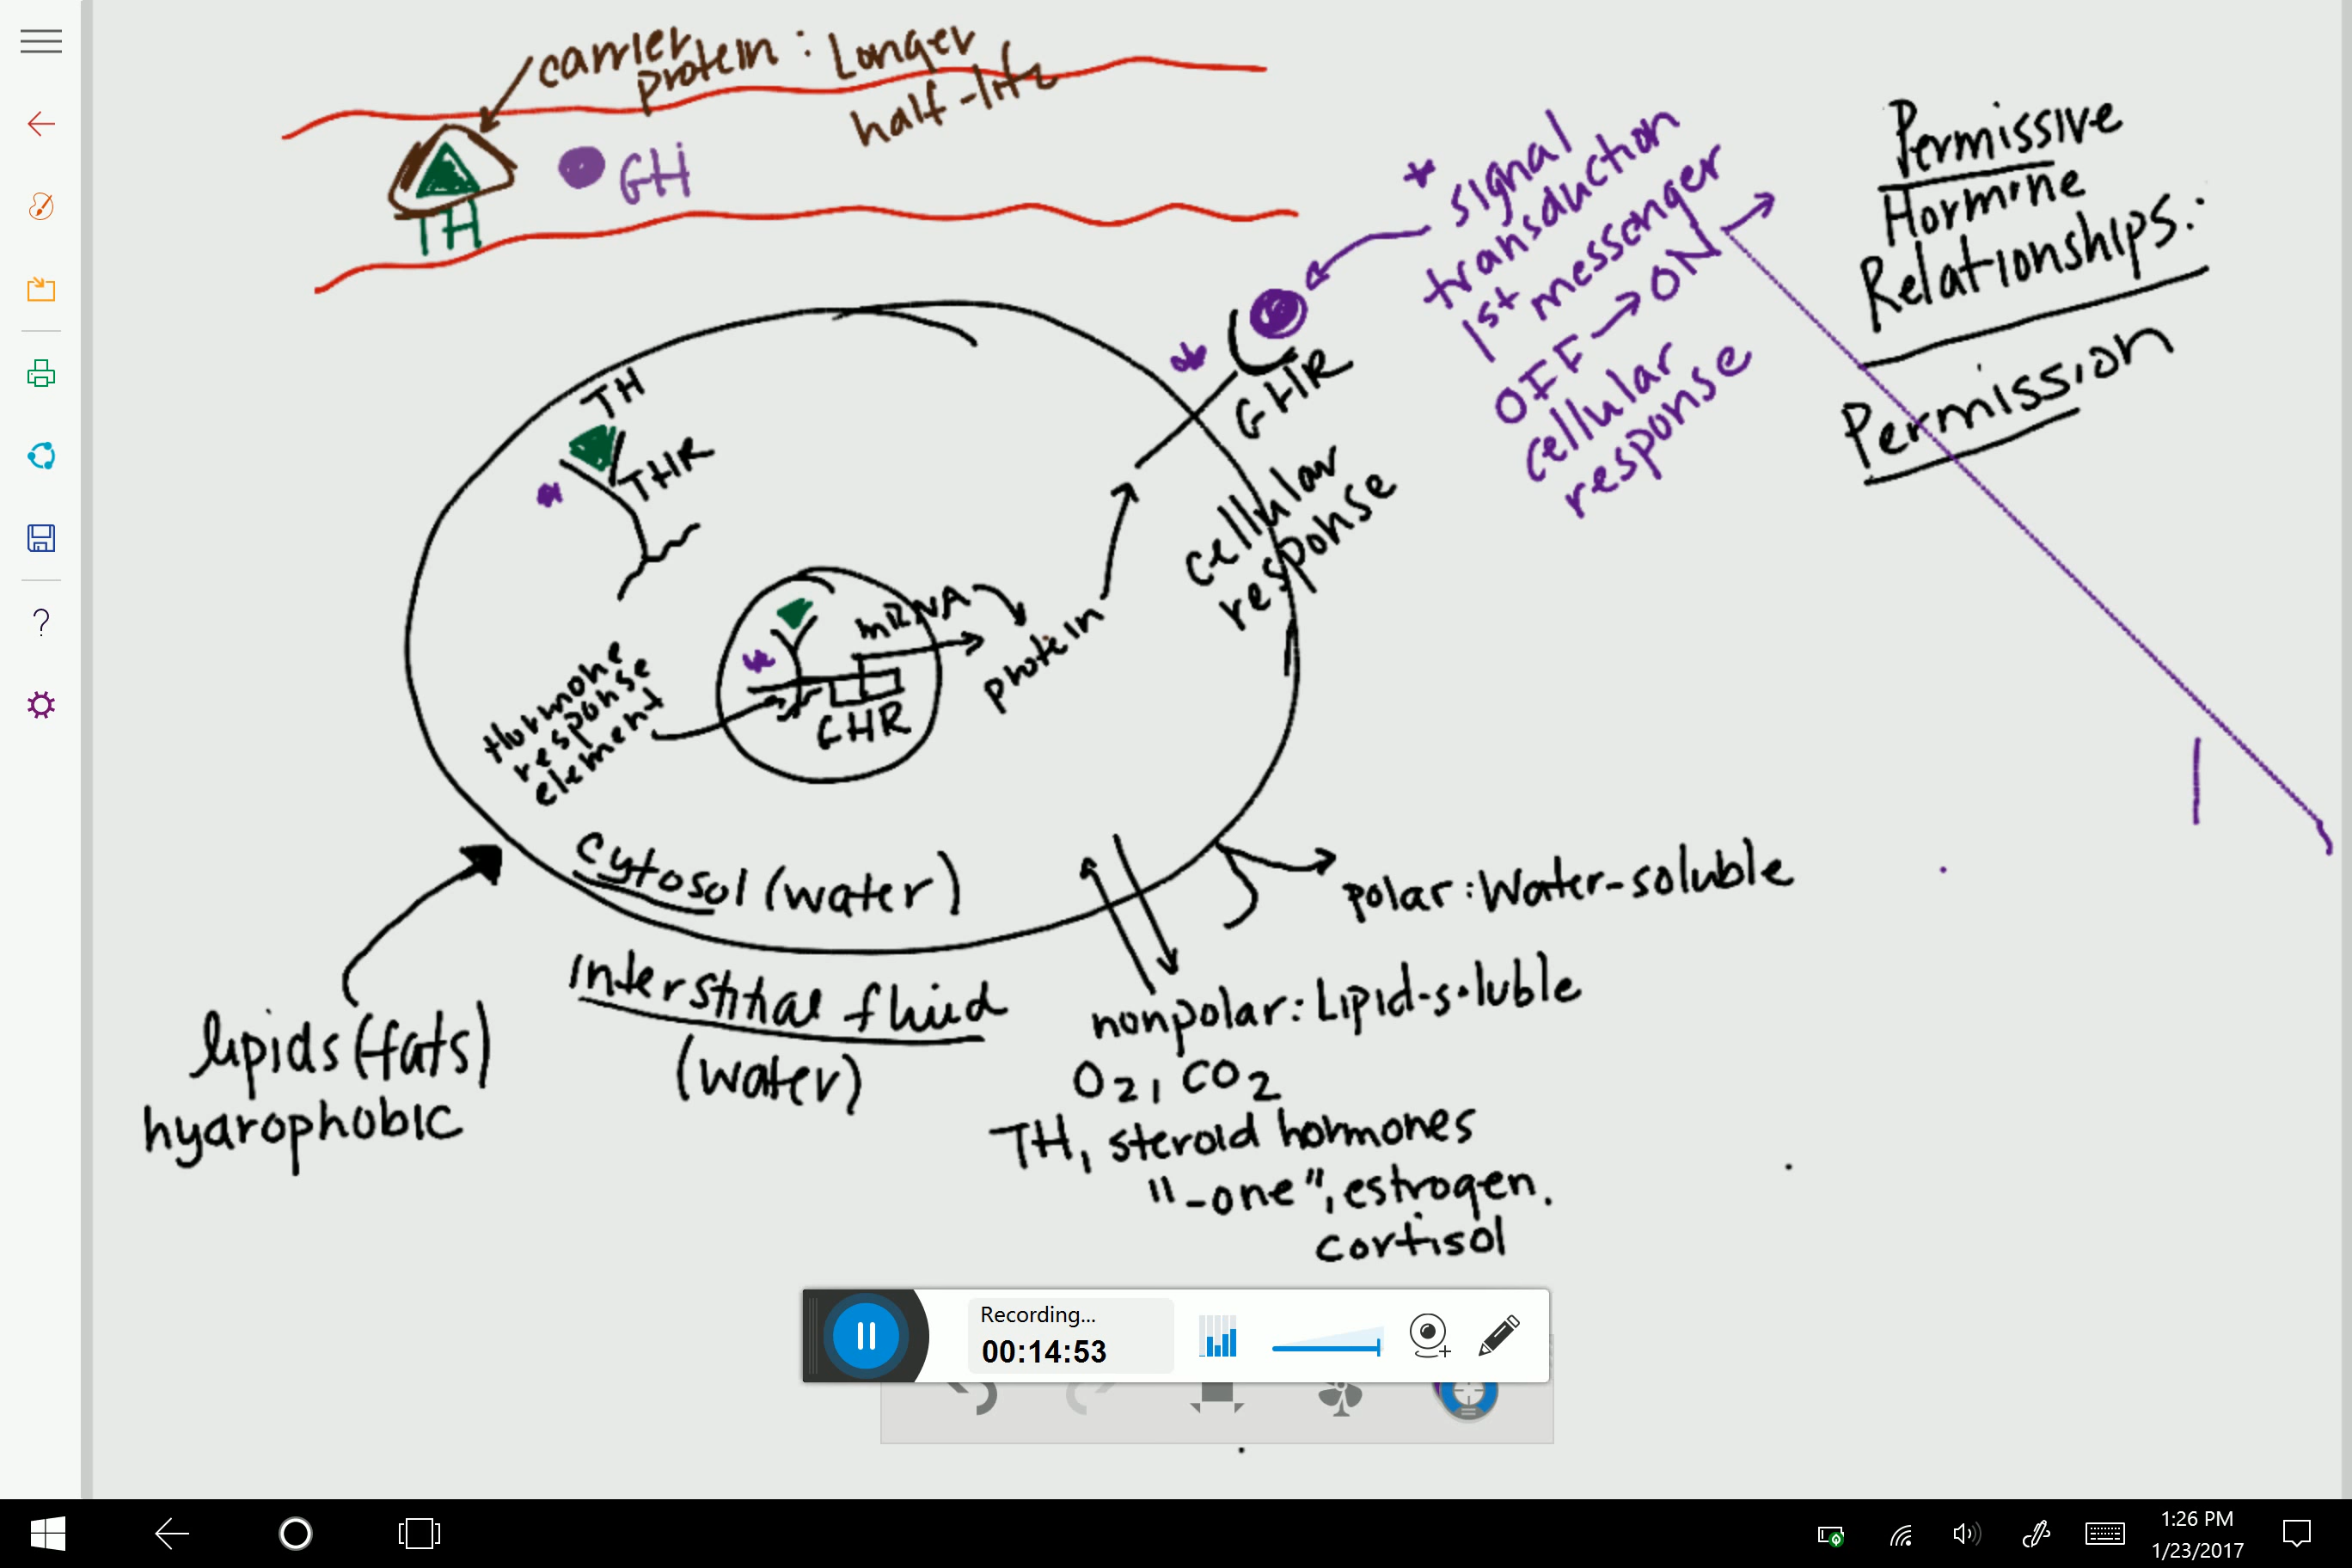 carrier
protein : Longer
half-life
TH
GH
* signal
transduction
1st messenger
OFF → ON
cellular
response
Permissive
Hormone
Relationships:
Permission
GHR
TH
THR
cellular
response
mRNA
protein
GHR
Hormone
response
element
cytosol (water)
Interstitial fluid
(water)
lipids (fats)
hydrophobic
polar : Water-soluble
nonpolar : Lipid-soluble
O2, CO2
TH, steroid hormones
"-one", estrogen.
cortisol
Recording...
00:14:53
?
1:26 PM
1/23/2017